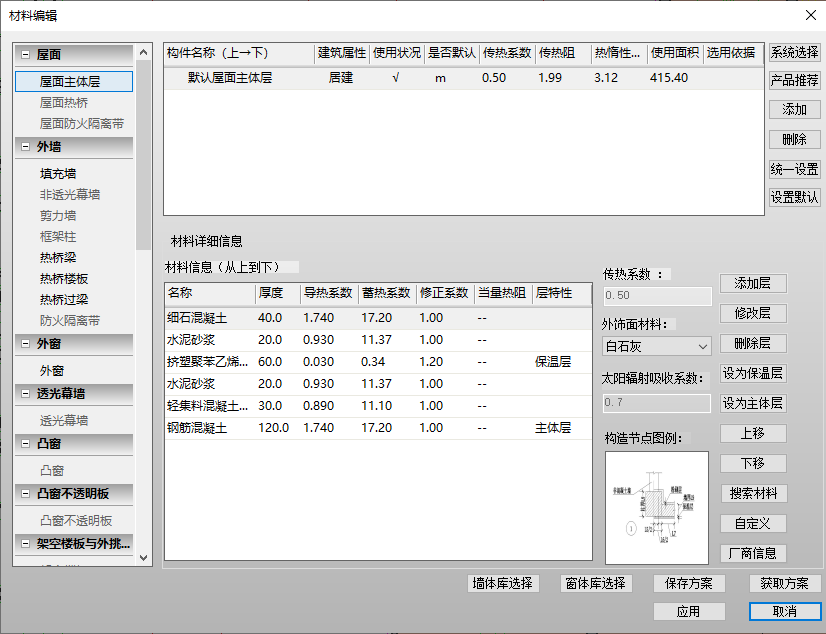 材料编辑
屋面
屋面主体层
屋面热桥
屋面防火隔离带
外墙
填充墙
非透光幕墙
剪力墙
框架柱
热桥梁
热桥楼板
热桥过梁
防火隔离带
外窗
外窗
透光幕墙
透光幕墙
凸窗
凸窗
凸窗不透明板
凸窗不透明板
架空楼板与外挑...
构件名称（上→下） 建筑属性 使用状况 是否默认 传热系数 传热阻 热惰性... 使用面积 选用依据
默认屋面主体层 居建 √ m 0.50 1.99 3.12 415.40
系统选择
产品推荐
添加
删除
统一设置
设置默认
材料详细信息
材料信息（从上到下）
名称 厚度 导热系数 蓄热系数 修正系数 当量热阻 层特性
细石混凝土 40.0 1.740 17.20 1.00 --
水泥砂浆 20.0 0.930 11.37 1.00 --
挤塑聚苯乙烯... 60.0 0.030 0.34 1.20 -- 保温层
水泥砂浆 20.0 0.930 11.37 1.00 --
轻集料混凝土... 30.0 0.890 11.10 1.00 --
钢筋混凝土 120.0 1.740 17.20 1.00 -- 主体层
传热系数 ：
0.50
外饰面材料：
白石灰
太阳辐射吸收系数：
0.7
构造节点图例：
1
添加层
修改层
删除层
设为保温层
设为主体层
上移
下移
搜索材料
自定义
厂商信息
墙体库选择 窗体库选择 保存方案 获取方案
应用 取消